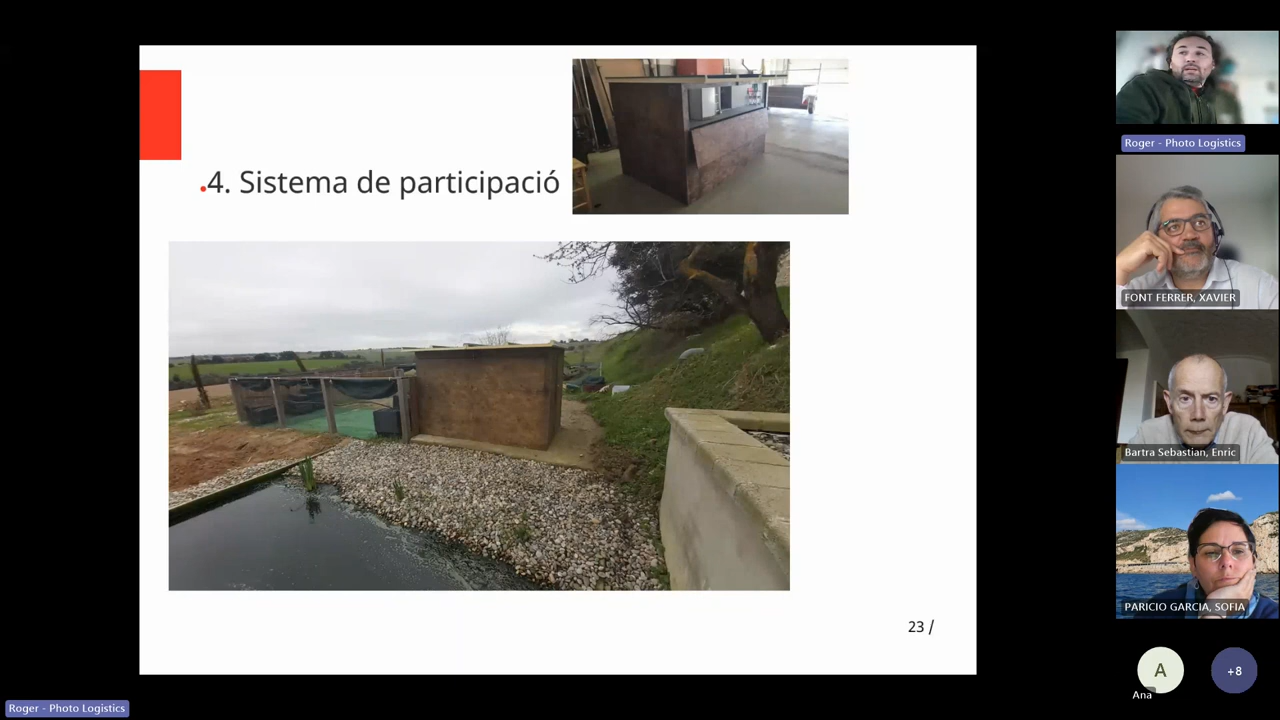 4. Sistema de participació
23 /
Roger - Photo Logistics
FONT FERRER, XAVIER
Bartra Sebastian, Enric
PARICIO GARCIA, SOFIA
A
Ana
+8
Roger - Photo Logistics